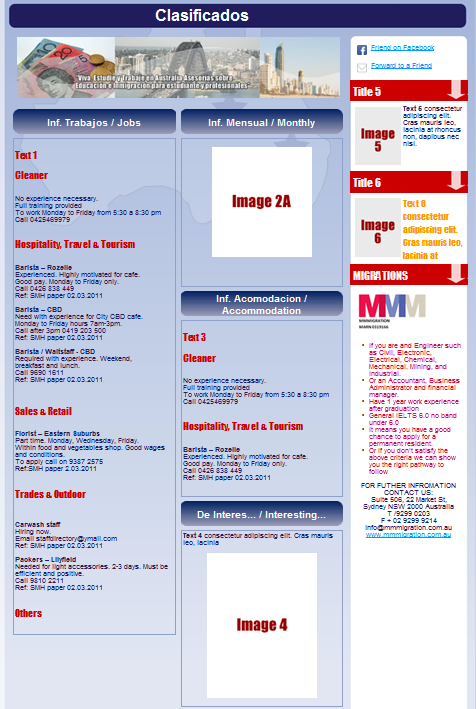 Clasificados
Viva, Estudie y Trabaje en Australia Asesorías sobre
Educación e Inmigración para estudiante y profesionales
Inf. Trabajos / Jobs
Text 1
Cleaner
No experience necessary.
Full training provided
To work Monday to Friday from 5:30 a 8:30 pm
Call 0425469979
Hospitality, Travel & Tourism
Barista – Rozelle
Experienced. Highly motivated for cafe.
Good pay. Monday to Friday only.
Call 0426 838 449
Ref: SMH paper 02.03.2011
Barista – CBD
Need with experience for City CBD cafe.
Monday to Friday hours 7am-3pm.
Call after 3pm 0419 203 500
Ref: SMH paper 02.03.2011
Barista / Waitstaff - CBD
Required with experience. Weekend,
breakfast and lunch.
Call 9690 1611
Ref: SMH paper 02.03.2011
Sales & Retail
Florist – Eastern Suburbs
Part time. Monday, Wednesday, Friday.
Within food and vegetables shop. Good wages
and conditions.
To apply call on 9387 2575
Ref:SMH paper 2.03.2011
Trades & Outdoor
Carwash staff
Hiring now.
Email staffdirectory@ymail.com
Ref: SMH paper 02.03.2011
Packers – Lilyfield
Needed for light accessories. 2-3 days. Must be
efficient and positive.
Call 9810 2211
Ref: SMH paper 02.03.2011
Others
Inf. Mensual / Monthly
Image 2A
Inf. Acomodacion /
Accommodation
Text 3
Cleaner
No experience necessary.
Full training provided
To work Monday to Friday from 5:30 a 8:30 pm
Call 0425469979
Hospitality, Travel & Tourism
Barista – Rozelle
Experienced. Highly motivated for cafe.
Good pay. Monday to Friday only.
Call 0426 838 449
Ref: SMH paper 02.03.2011
De Interes... / Interesting...
Text 4 consectetur adipiscing elit. Cras mauris
leo, lacinia
Image 4
Friend on Facebook
Forward to a Friend
Title 5
Image
5
Text 5 consectetur
adipiscing elit.
Cras mauris leo,
lacinia at rhoncus
non, dapibus nec
nisi.
Title 6
Image
6
Text 6
consectetur
adipiscing elit.
Cras mauris leo,
lacinia at
MIGRATIONS
MMM
MMMIGRATION
If you are and Engineer such
as Civil, Electronic,
Electrical, Chemical,
Mechanical, Mining, and
Industrial.
Or an Accountant, Business
Administrator and financial
manager.
Have 1 year work experience
after graduation
General IELTS 6.0 no band
under 6.0
It means you have a good
chance to apply for a
permanent resident.
Or if you don't satisfy the
above criteria we can show
you the right pathway to
follow
FOR FUTHER INFROMATION
CONTACT US:
Suite 506, 22 Market St,
Sydney NSW 2000 Australia
T /9299 0203
F + 02 9299 9214
info@mmmigration.com.au
www.mmmigration.com.au